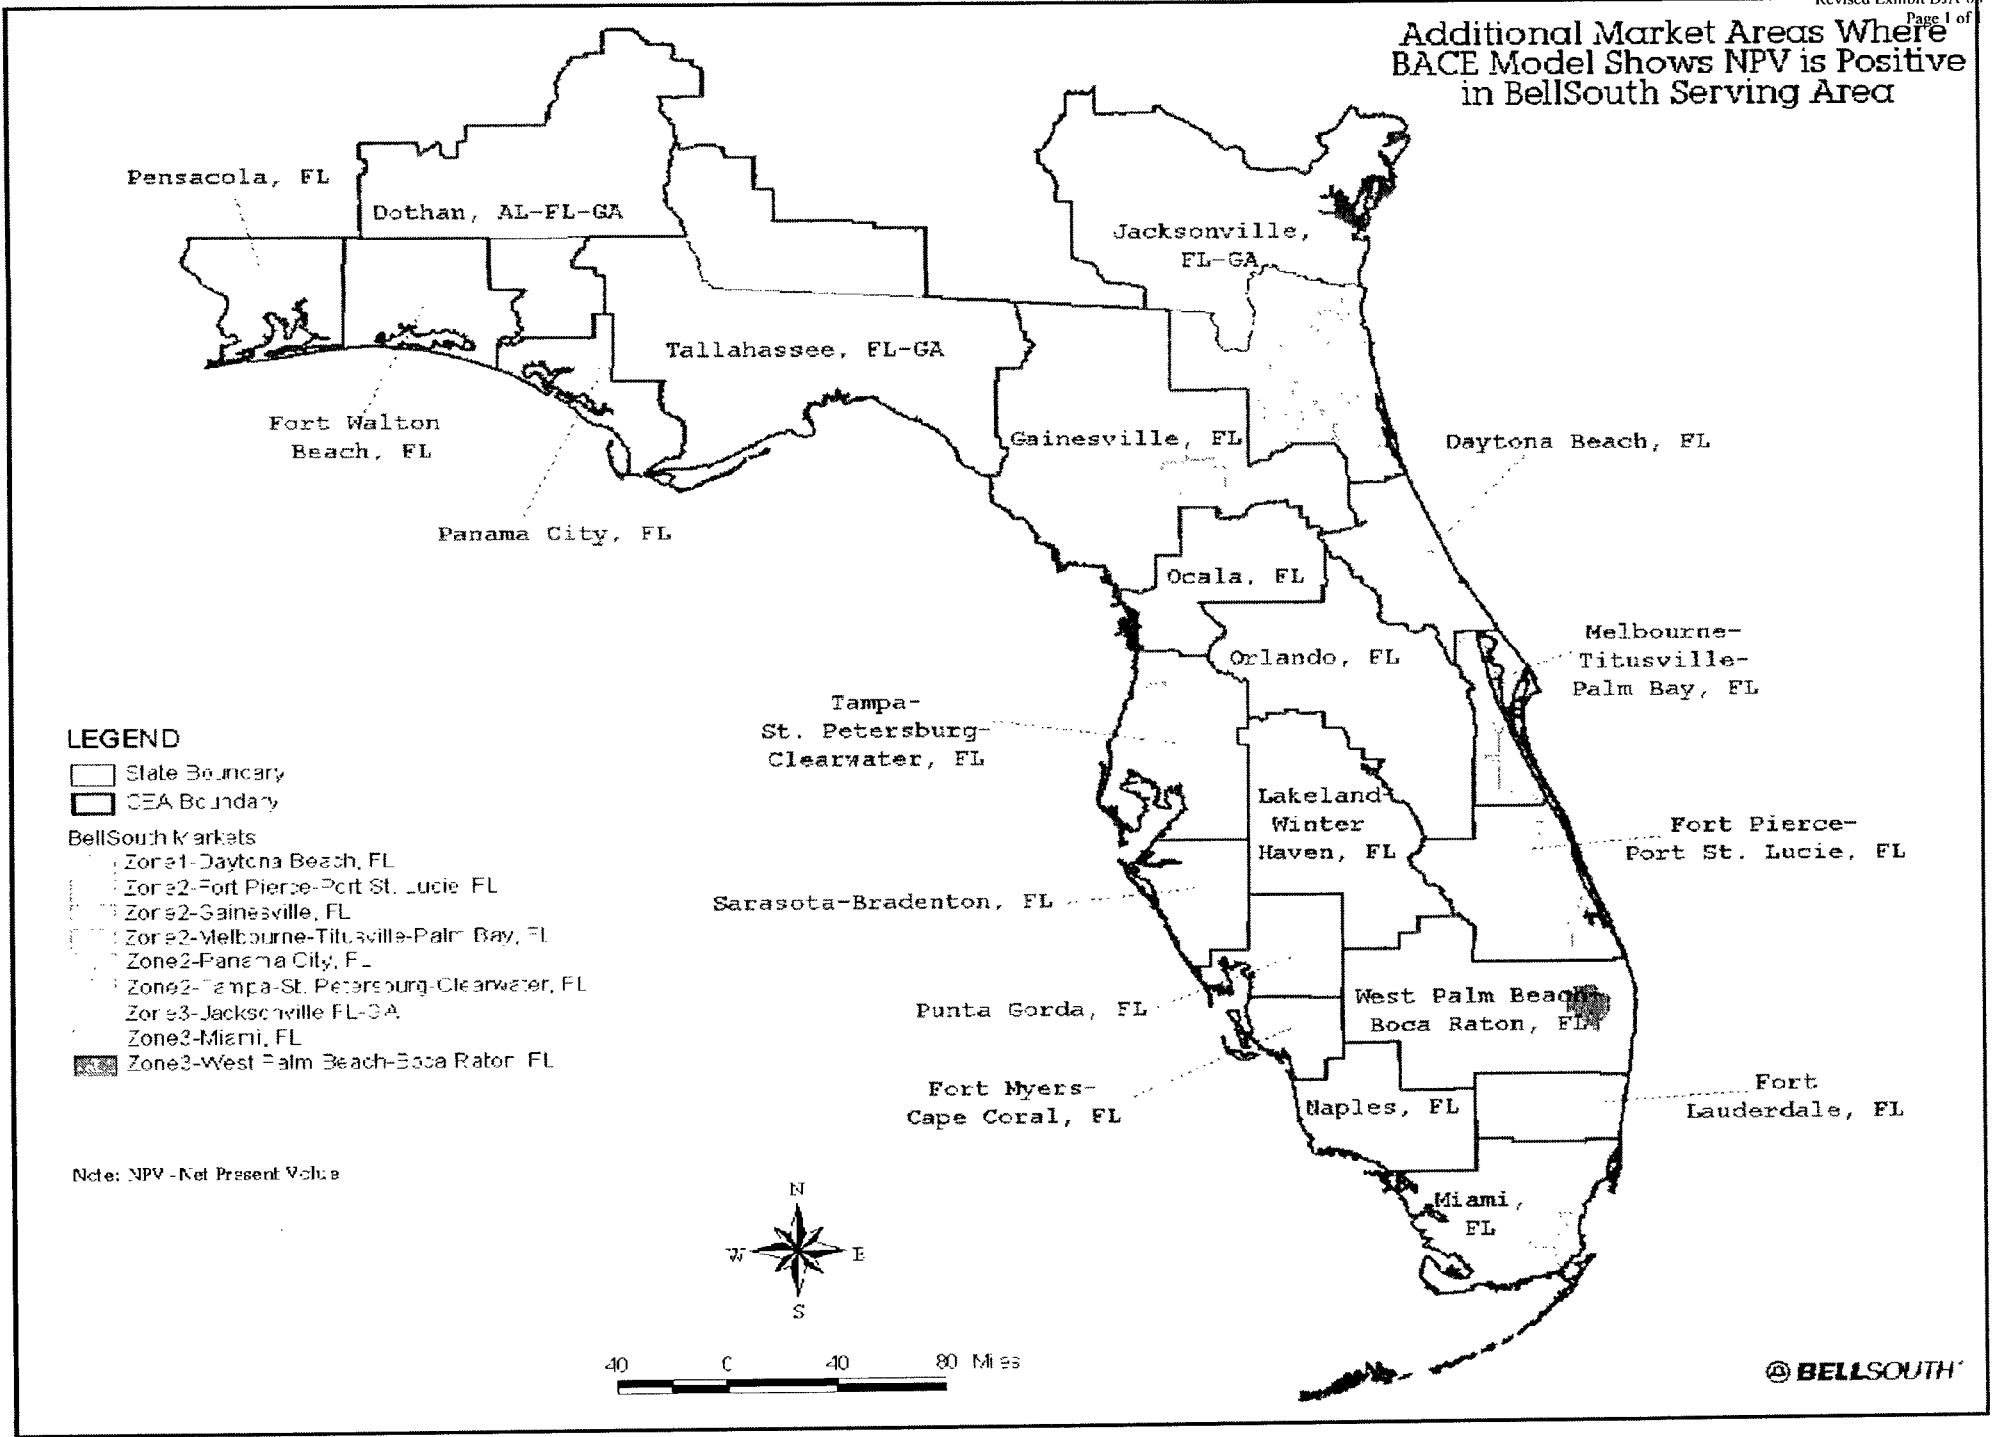 Page 1 of 1
Additional Market Areas Where
BACE Model Shows NPV is Positive
in BellSouth Serving Area
Pensacola, FL
Dothan, AL-FL-GA
Jacksonville,
FL-GA
Tallahassee, FL-GA
Fort Walton
Beach, FL
Gainesville, FL
Daytona Beach, FL
Panama City, FL
Ocala, FL
Melbourne-
Titusville-
Palm Bay, FL
Orlando, FL
Tampa-
St. Petersburg-
Clearwater, FL
Lakeland-
Winter
Haven, FL
Fort Pierce-
Port St. Lucie, FL
Sarasota-Bradenton, FL
Punta Gorda, FL
West Palm Beach-
Boca Raton, FL
Fort Myers-
Cape Coral, FL
Naples, FL
Fort
Lauderdale, FL
Miami,
FL
LEGEND
State Boundary
CEA Boundary
BellSouth Markets
Zone1-Daytona Beach, FL
Zone2-Fort Pierce-Port St. Lucie FL
Zone2-Gainesville, FL
Zone2-Melbourne-Titusville-Palm Bay, FL
Zone2-Panama City, FL
Zone2-Tampa-St. Petersburg-Clearwater, FL
Zone3-Jacksonville FL-GA
Zone3-Miami, FL
Zone3-West Palm Beach-Boca Raton FL
Note: NPV - Net Present Value
N
W E
S
40 0 40 80 Miles
BELLSOUTH